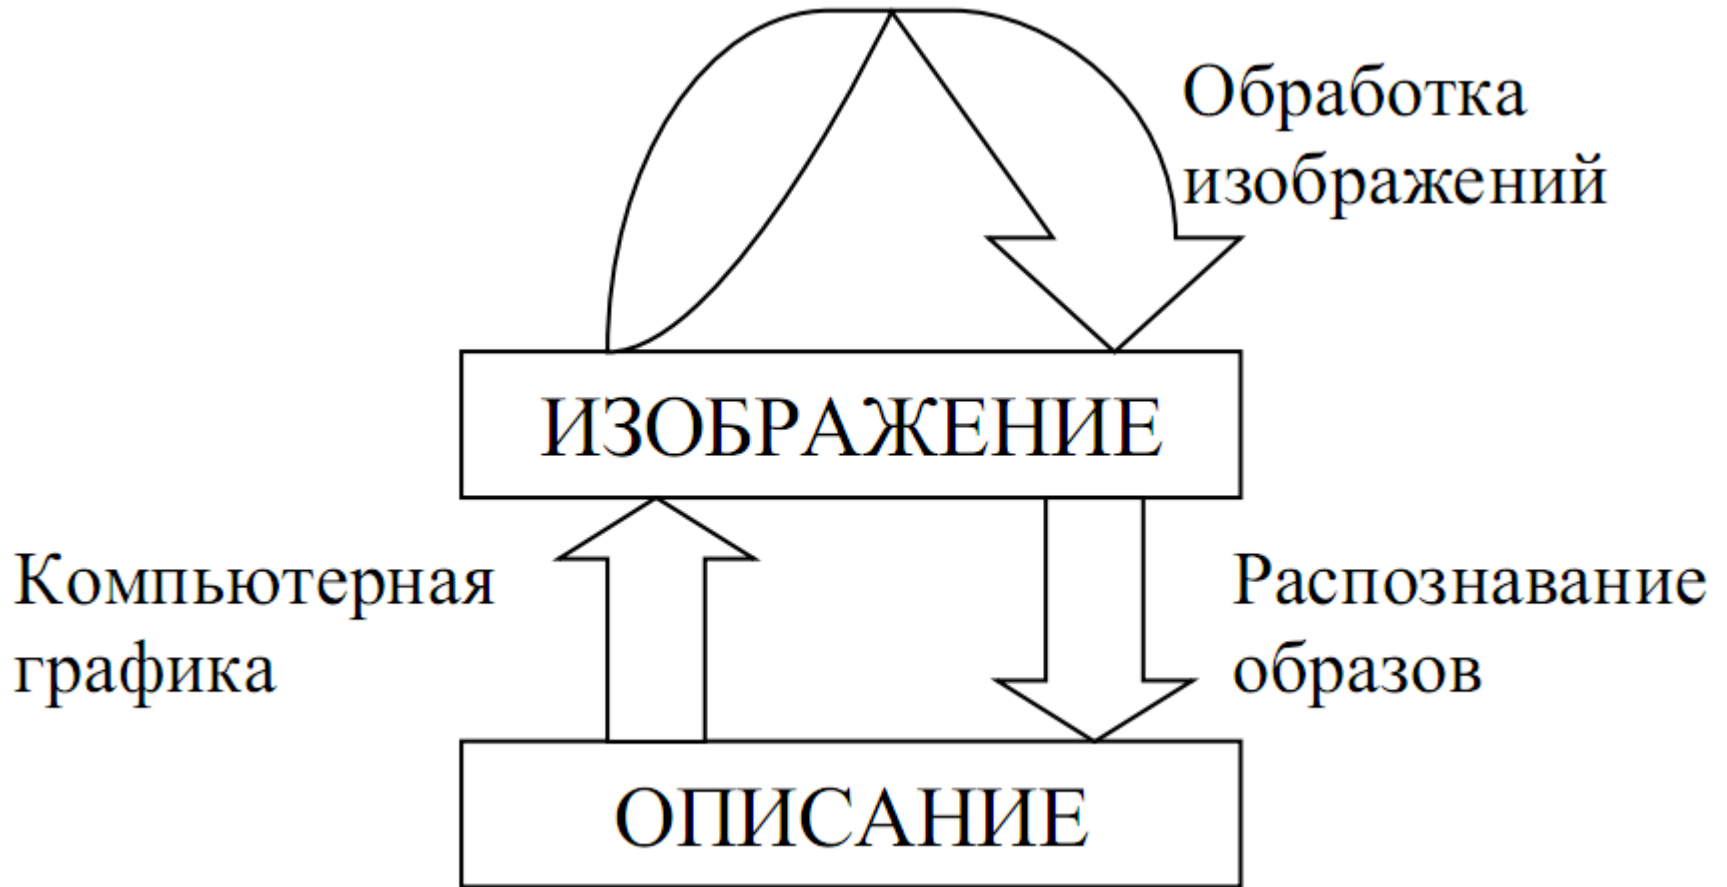 Обработка
изображений
ИЗОБРАЖЕНИЕ
Компьютерная
графика
Распознавание
образов
ОПИСАНИЕ